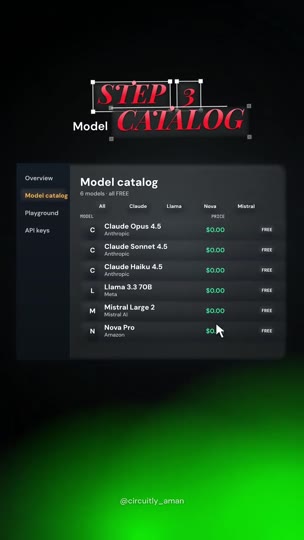 STEP 3
Model CATALOG
Overview
Model catalog
Playground
API keys
Model catalog
6 models · all FREE
All Claude Llama Nova Mistral
MODEL PRICE
C Claude Opus 4.5 $0.00 FREE
Anthropic
C Claude Sonnet 4.5 $0.00 FREE
Anthropic
C Claude Haiku 4.5 $0.00 FREE
Anthropic
L Llama 3.3 70B $0.00 FREE
Meta
M Mistral Large 2 $0.00 FREE
Mistral AI
N Nova Pro FREE
Amazon
@circuitly_aman